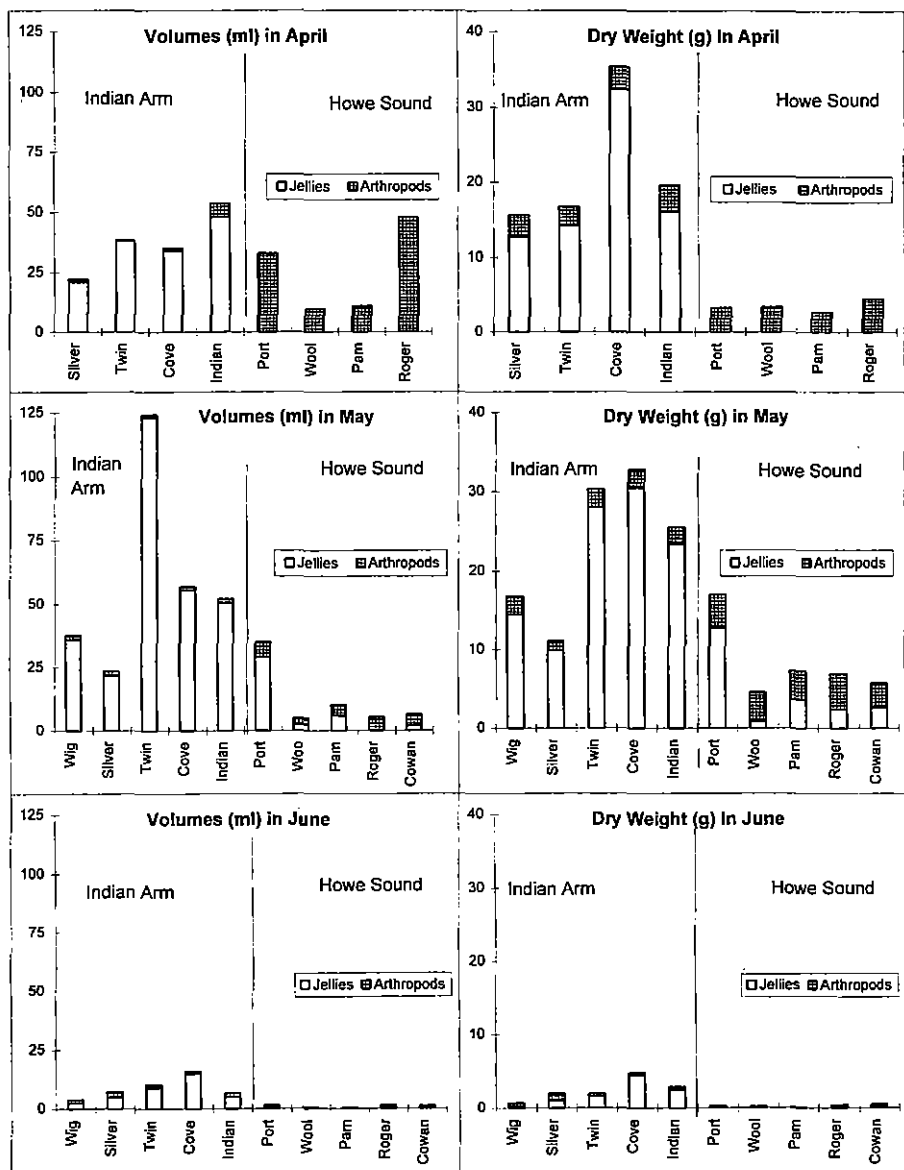 Volumes (ml) in April
125
100
75
50
25
0
Indian Arm
Howe Sound
Jellies Arthropods
Silver Twin Cove Indian Port Wool Pam Roger
Dry Weight (g) In April
40
30
20
10
0
Indian Arm
Howe Sound
Jellies Arthropods
Silver Twin Cove Indian Port Wool Pam Roger
Volumes (ml) in May
125
100
75
50
25
0
Indian
Arm
Howe Sound
Jellies Arthropods
Wig Silver Twin Cove Indian Port Woo Pam Roger Cowan
Dry Weight (g) in May
40
30
20
10
0
Indian Arm
Howe Sound
Jellies Arthropods
Wig Silver Twin Cove Indian Port Woo Pam Roger Cowan
Volumes (ml) in June
125
100
75
50
25
0
Indian Arm
Howe Sound
Jellies Arthropods
Wig Silver Twin Cove Indian Port Wool Pam Roger Cowan
Dry Weight (g) In June
40
30
20
10
0
Indian Arm
Howe Sound
Jellies Arthropods
Wig Silver Twin Cove Indian Port Wool Pam Roger Cowan